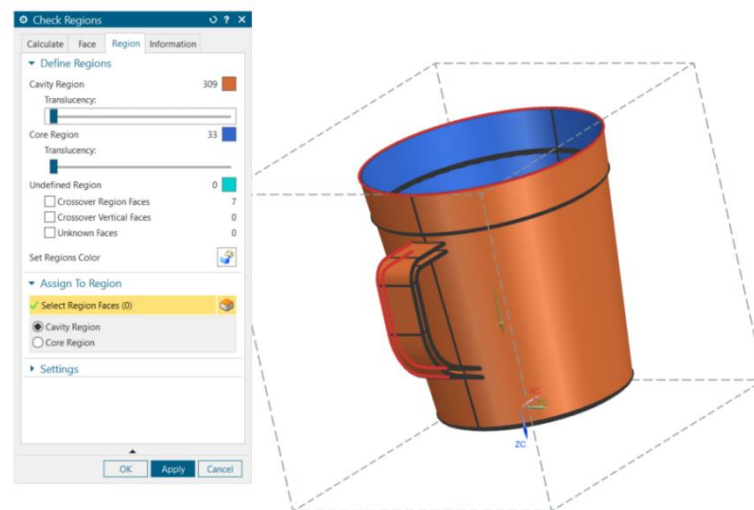 Check Regions
Calculate Face Region Information
Define Regions
Cavity Region 309
Translucency:
Core Region 33
Translucency:
Undefined Region 0
Crossover Region Faces 7
Crossover Vertical Faces 0
Unknown Faces 0
Set Regions Color
Assign To Region
Select Region Faces (0)
Cavity Region
Core Region
Settings
OK Apply Cancel
XC
ZC